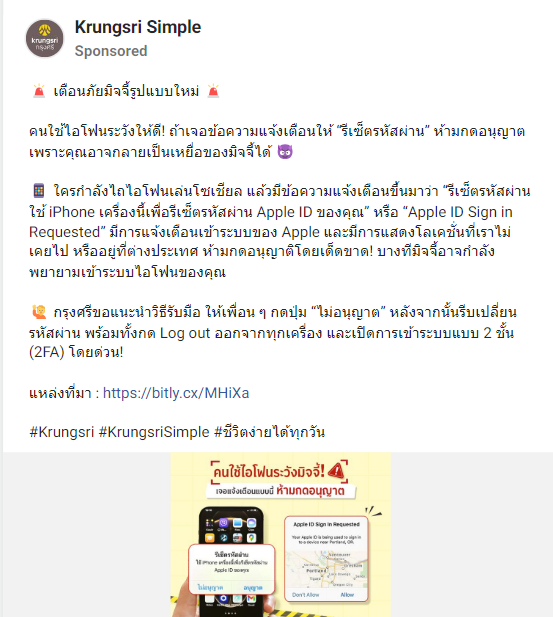 krungsri
กรุงศรี
Krungsri Simple
Sponsored
🚨 เตือนภัยมิจจี้รูปแบบใหม่ 🚨
คนใช้ไอโฟนระวังให้ดี! ถ้าเจอข้อความแจ้งเตือนให้ “รีเซ็ตรหัสผ่าน” ห้ามกดอนุญาต
เพราะคุณอาจกลายเป็นเหยื่อของมิจจี้ได้ 😈
📱 ใครกำลังไถไอโฟนเล่นโซเชียล แล้วมีข้อความแจ้งเตือนขึ้นมาว่า “รีเซ็ตรหัสผ่าน
ใช้ iPhone เครื่องนี้เพื่อรีเซ็ตรหัสผ่าน Apple ID ของคุณ” หรือ “Apple ID Sign in
Requested” มีการแจ้งเตือนเข้าระบบของ Apple และมีการแสดงโลเคชั่นที่เราไม่
เคยไป หรืออยู่ที่ต่างประเทศ ห้ามกดอนุญาติโดยเด็ดขาด! บางทีมิจจี้อาจกำลัง
พยายามเข้าระบบไอโฟนของคุณ
🙋 กรุงศรีขอแนะนำวิธีรับมือ ให้เพื่อน ๆ กดปุ่ม “ไม่อนุญาต” หลังจากนั้นรีบเปลี่ยน
รหัสผ่าน พร้อมทั้งกด Log out ออกจากทุกเครื่อง และเปิดการเข้าระบบแบบ 2 ชั้น
(2FA) โดยด่วน!
แหล่งที่มา : https://bitly.cx/MHiXa
#Krungsri #KrungsriSimple #ชีวิตง่ายได้ทุกวัน
คนใช้ไอโฟนระวังมิจจี้!
เจอแจ้งเตือนแบบนี้ ห้ามกดอนุญาต
รีเซ็ตรหัสผ่าน
ใช้ iPhone เครื่องนี้เพื่อรีเซ็ตรหัสผ่าน
Apple ID ของคุณ
ไม่อนุญาต อนุญาต
Apple ID Sign In Requested
Your Apple ID is being used to sign in
to a device near Portland, OR.
Don't Allow Allow